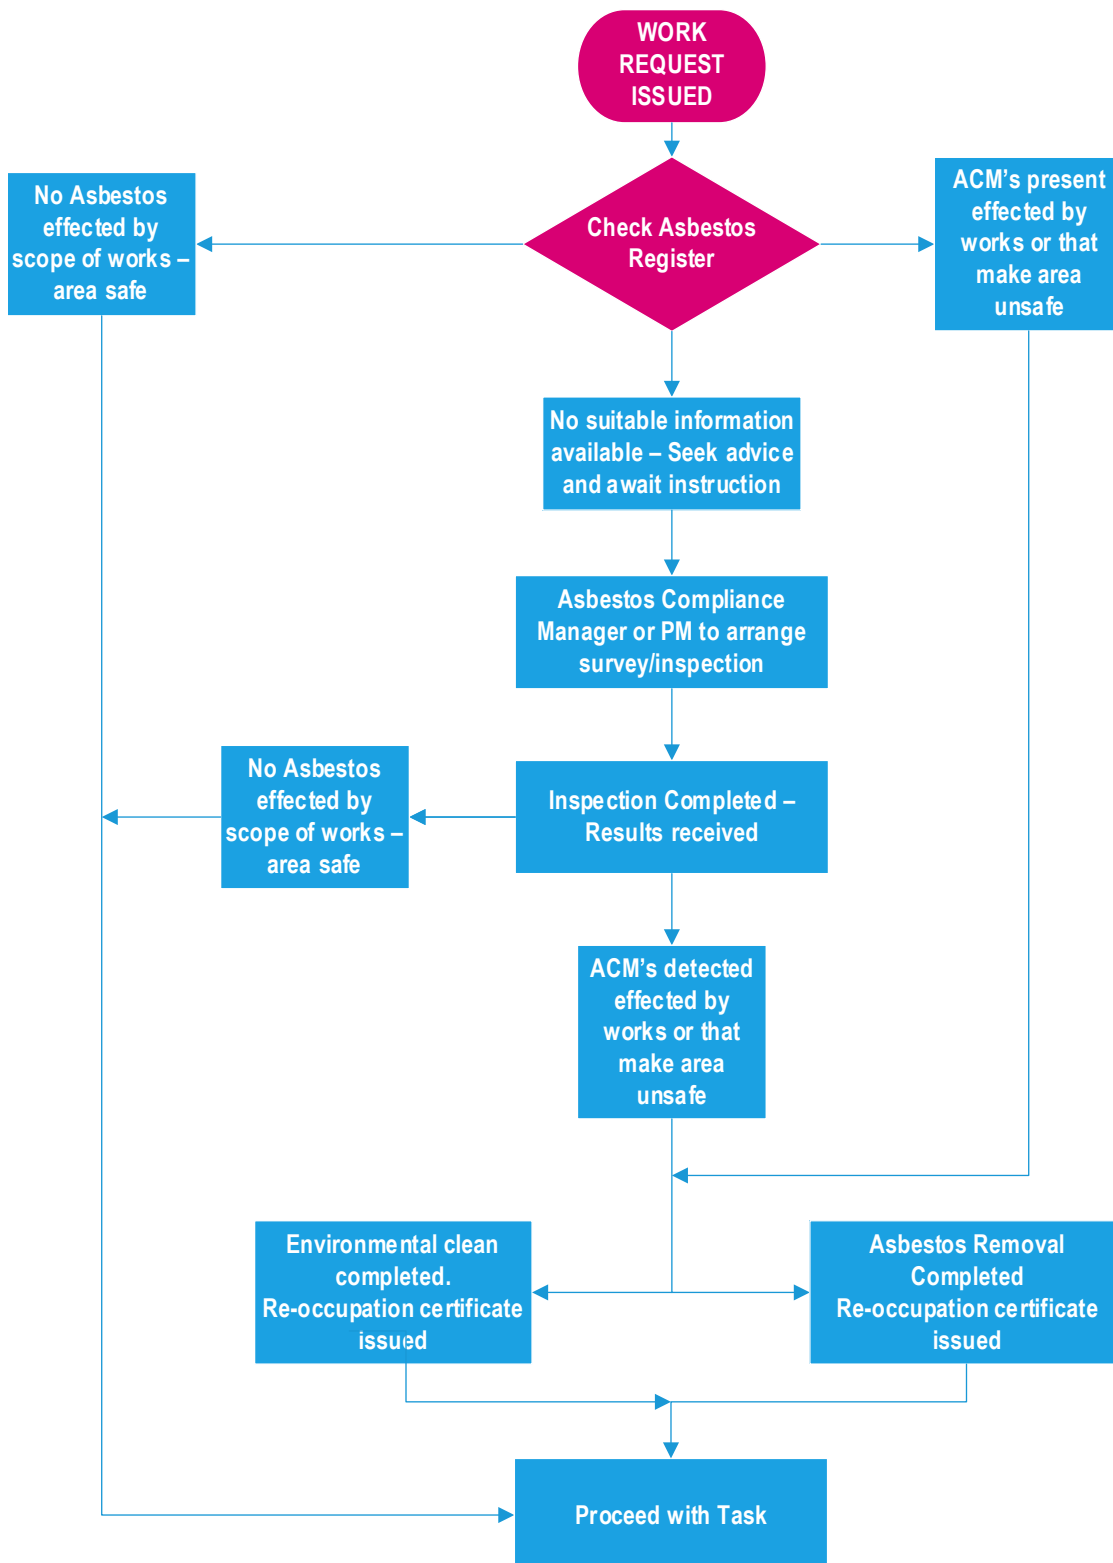 WORK
REQUEST
ISSUED
Check Asbestos
Register
No Asbestos
effected by
scope of works –
area safe
ACM’s present
effected by
works or that
make area
unsafe
No suitable information
available – Seek advice
and await instruction
Asbestos Compliance
Manager or PM to arrange
survey/inspection
Inspection Completed –
Results received
No Asbestos
effected by
scope of works –
area safe
ACM’s detected
effected by
works or that
make area
unsafe
Environmental clean
completed.
Re-occupation certificate
issued
Asbestos Removal
Completed
Re-occupation certificate
issued
Proceed with Task